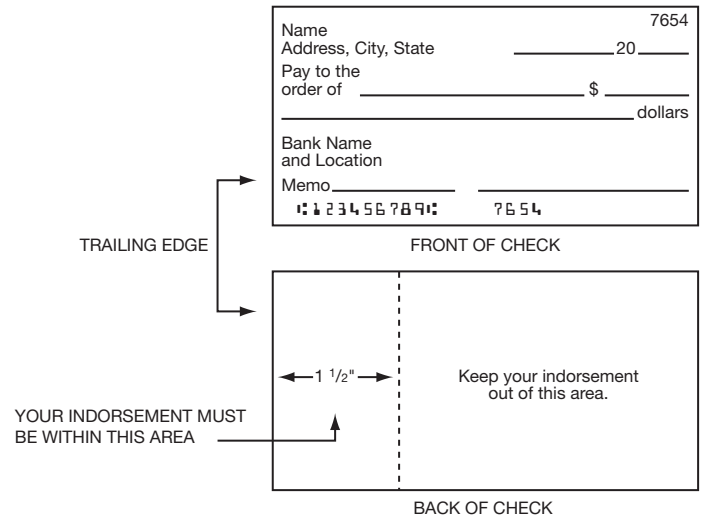 7654
Name
Address, City, State 20
Pay to the
order of $
dollars
Bank Name
and Location
Memo
⑆123456789⑆ 7654
TRAILING EDGE
FRONT OF CHECK
1 1/2"
Keep your indorsement
out of this area.
YOUR INDORSEMENT MUST
BE WITHIN THIS AREA
BACK OF CHECK